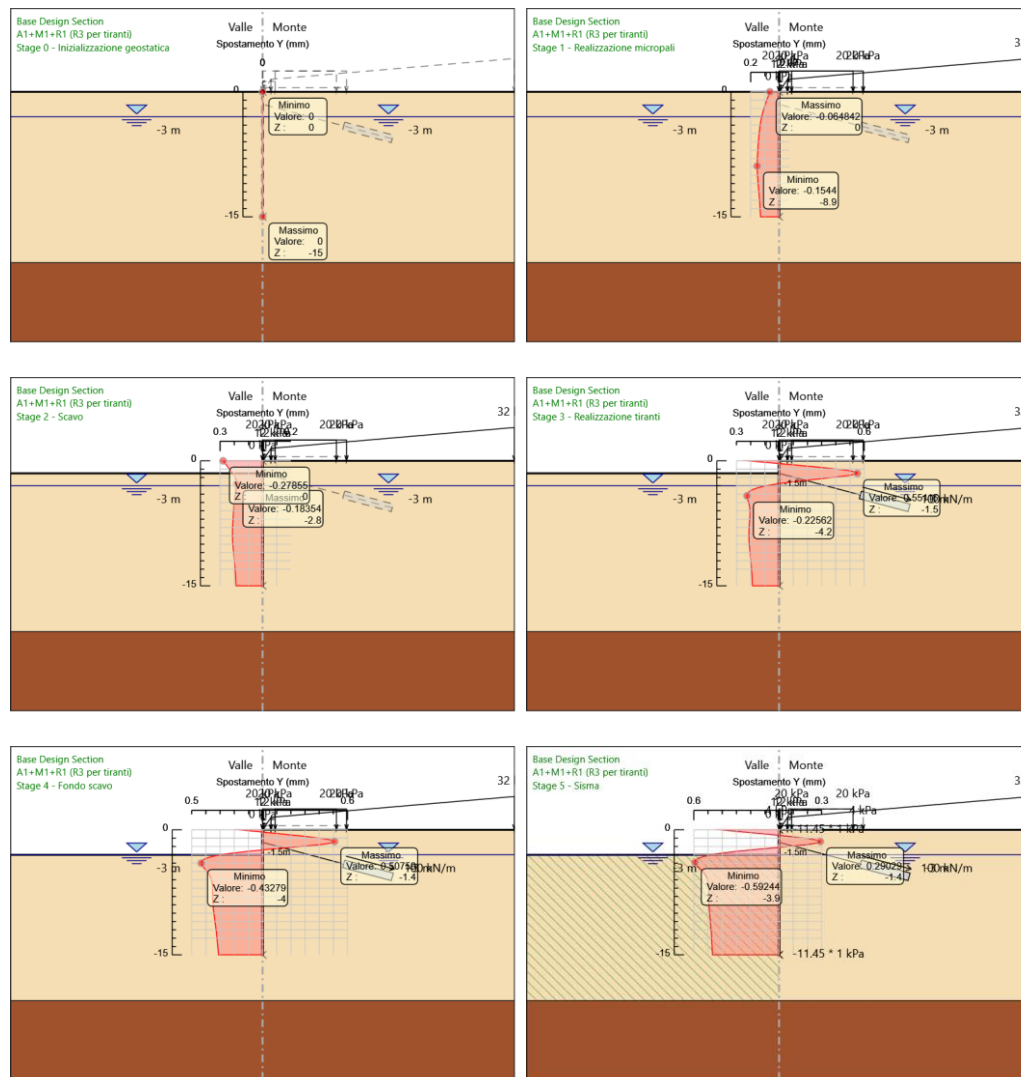 Base Design Section
A1+M1+R1 (R3 per tiranti)
Stage 0 - Inizializzazione geostatica
Valle Monte
Spostamento Y (mm)
0
0
Minimo
Valore: 0
Z : 0
-3 m
-3 m
-15
Massimo
Valore: 0
Z : -15
Base Design Section
A1+M1+R1 (R3 per tiranti)
Stage 1 - Realizzazione micropali
Valle Monte
Spostamento Y (mm)
0.2
0
Massimo
Valore: -0.064842
Z : 0
-3 m
-3 m
Minimo
Valore: -0.1544
Z : -8.9
-15
Base Design Section
A1+M1+R1 (R3 per tiranti)
Stage 2 - Scavo
Valle Monte
32
Spostamento Y (mm)
0.3
0
Minimo
Valore: -0.27855
Z : 0
Massimo
-0.18354
-2.8
-3 m
-3 m
-15
Base Design Section
A1+M1+R1 (R3 per tiranti)
Stage 3 - Realizzazione tiranti
Valle Monte
Spostamento Y (mm)
0.3
0.6
0
-1.5m
Massimo
Z : -1.5
-3 m
Minimo
Valore: -0.22562
Z : -4.2
-15
Base Design Section
A1+M1+R1 (R3 per tiranti)
Stage 4 - Fondo scavo
Valle Monte
32
Spostamento Y (mm)
0.5
0.6
0
-1.5m
Massimo
Z : -1.4
-3 m
Minimo
Valore: -0.43279
Z : -4
-15
Base Design Section
A1+M1+R1 (R3 per tiranti)
Stage 5 - Sisma
Valle Monte
Spostamento Y (mm)
20 kPa 20 kPa
0.6
0.3
0
-11.45 * 1 kPa
-1.5m
Massimo
Z : -1.4
Minimo
Valore: -0.59244
Z : -3.9
-15
-11.45 * 1 kPa